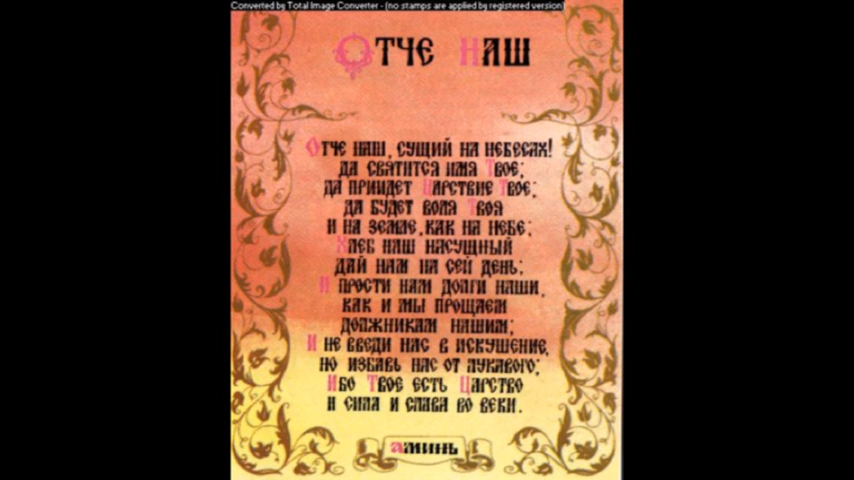 Converted by Total Image Converter - (no stamps are applied by registered version)
Отче Наш
Отче наш, сущий на небесах!
да святится имя Твое;
да приидет Царствие Твое;
да будет воля Твоя
и на земле, как на небе;
Хлеб наш насущный
дай нам на сей день;
И прости нам долги наши,
как и мы прощаем
должникам нашим;
И не введи нас в искушение,
но избавь нас от лукавого;
Ибо Твое есть Царство
и сила и слава во веки.
Аминь